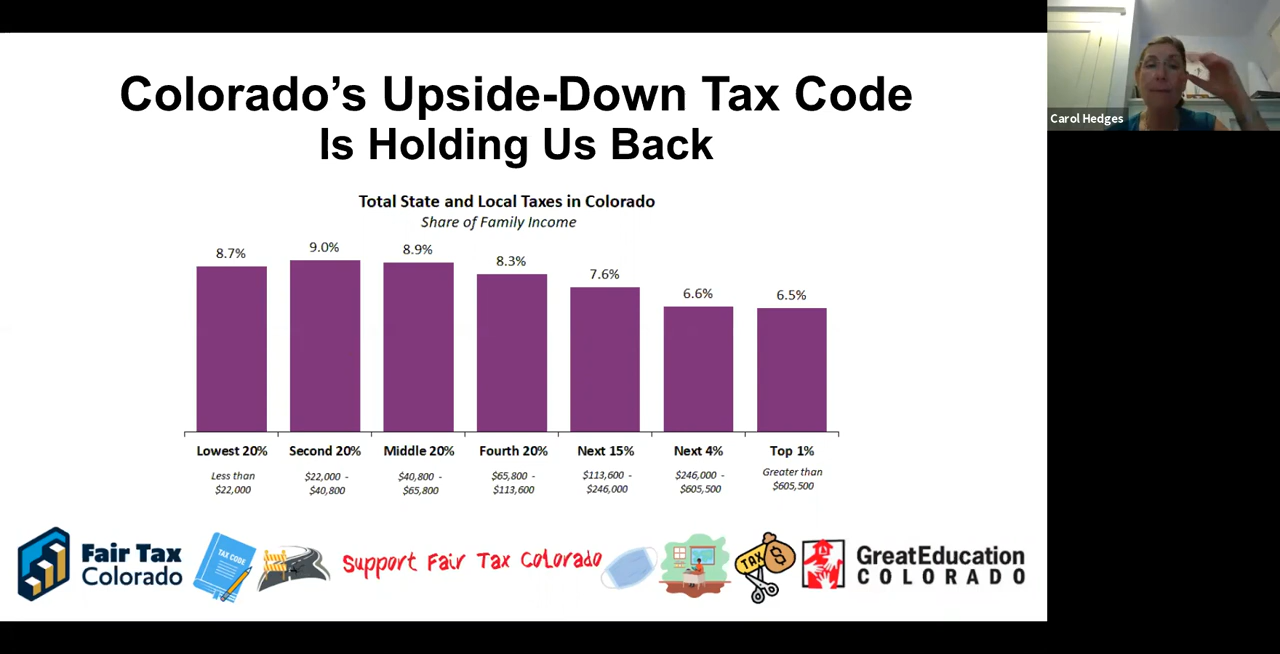 Colorado's Upside-Down Tax Code
Is Holding Us Back
Carol Hedges
Total State and Local Taxes in Colorado
Share of Family Income
8.7%
9.0%
8.9%
8.3%
7.6%
6.6%
6.5%
Lowest 20%
Second 20%
Middle 20%
Fourth 20%
Next 15%
Next 4%
Top 1%
Less than
$22,000
$22,000 -
$40,800
$40,800 -
$65,800
$65,800 -
$113,600
$113,600 -
$246,000
$246,000 -
$605,500
Greater than
$605,500
Fair Tax
Colorado
TAX CODE
Support Fair Tax Colorado
TAX
$
GreatEducation
COLORADO